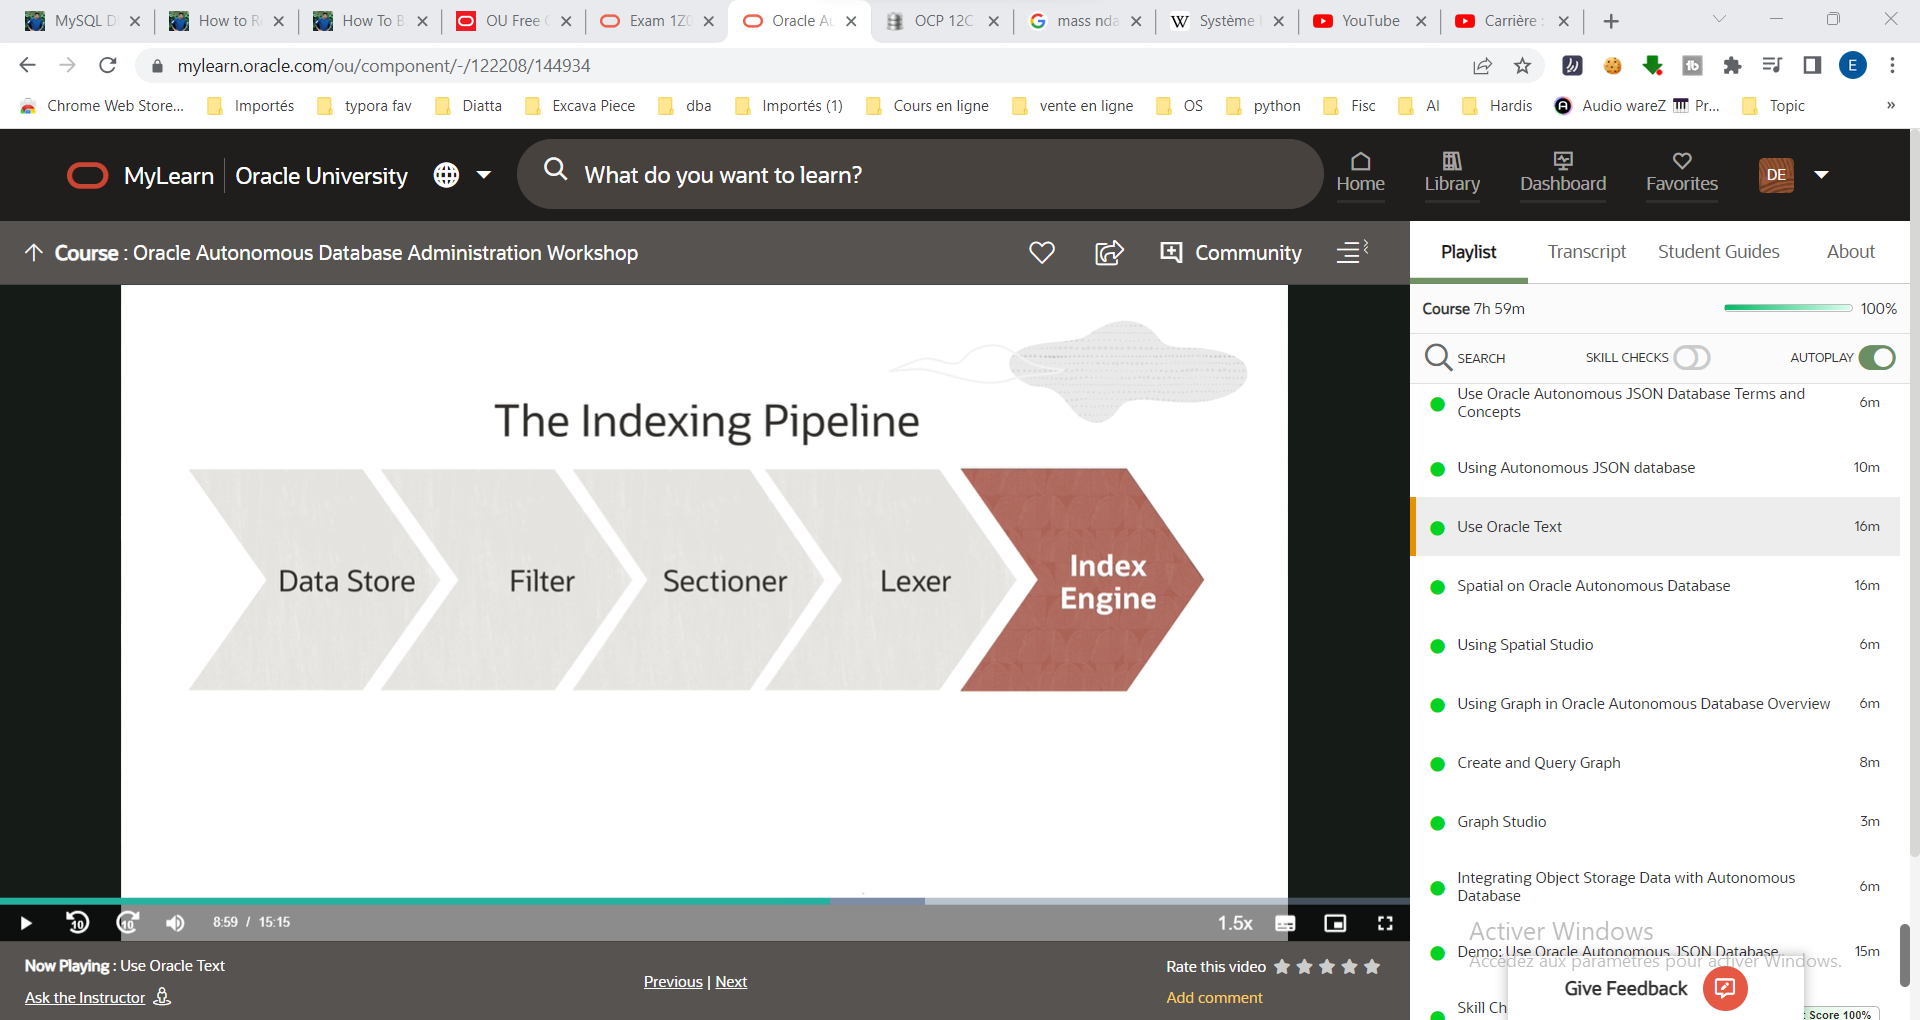 MySQL D
How to R
How To B
OU Free C
Exam 1Z0
Oracle Au
OCP 12C
mass nda
Système
YouTube
Carrière :
mylearn.oracle.com/ou/component/-/122208/144934
E
Chrome Web Store...
Importés
typora fav
Diatta
Excava Piece
dba
Importés (1)
Cours en ligne
vente en ligne
OS
python
Fisc
AI
Hardis
Audio wareZ
Pr...
Topic
»
MyLearn
Oracle University
What do you want to learn?
Home
Library
Dashboard
Favorites
DE
Course : Oracle Autonomous Database Administration Workshop
Community
The Indexing Pipeline
Data Store
Filter
Sectioner
Lexer
Index
Engine
10
10
8:59 / 15:15
1.5x
Now Playing : Use Oracle Text
Ask the Instructor
Previous | Next
Rate this video
Add comment
Playlist
Transcript
Student Guides
About
Course 7h 59m
100%
SEARCH
SKILL CHECKS
AUTOPLAY
Use Oracle Autonomous JSON Database Terms and
Concepts
6m
Using Autonomous JSON database
10m
Use Oracle Text
16m
Spatial on Oracle Autonomous Database
16m
Using Spatial Studio
6m
Using Graph in Oracle Autonomous Database Overview
6m
Create and Query Graph
8m
Graph Studio
3m
Integrating Object Storage Data with Autonomous
Database
6m
Activer Windows
Demo: Use Oracle Autonomous JSON Database
15m
Accédez aux paramètres pour activer Windows.
Give Feedback
Skill Ch
: Score 100%